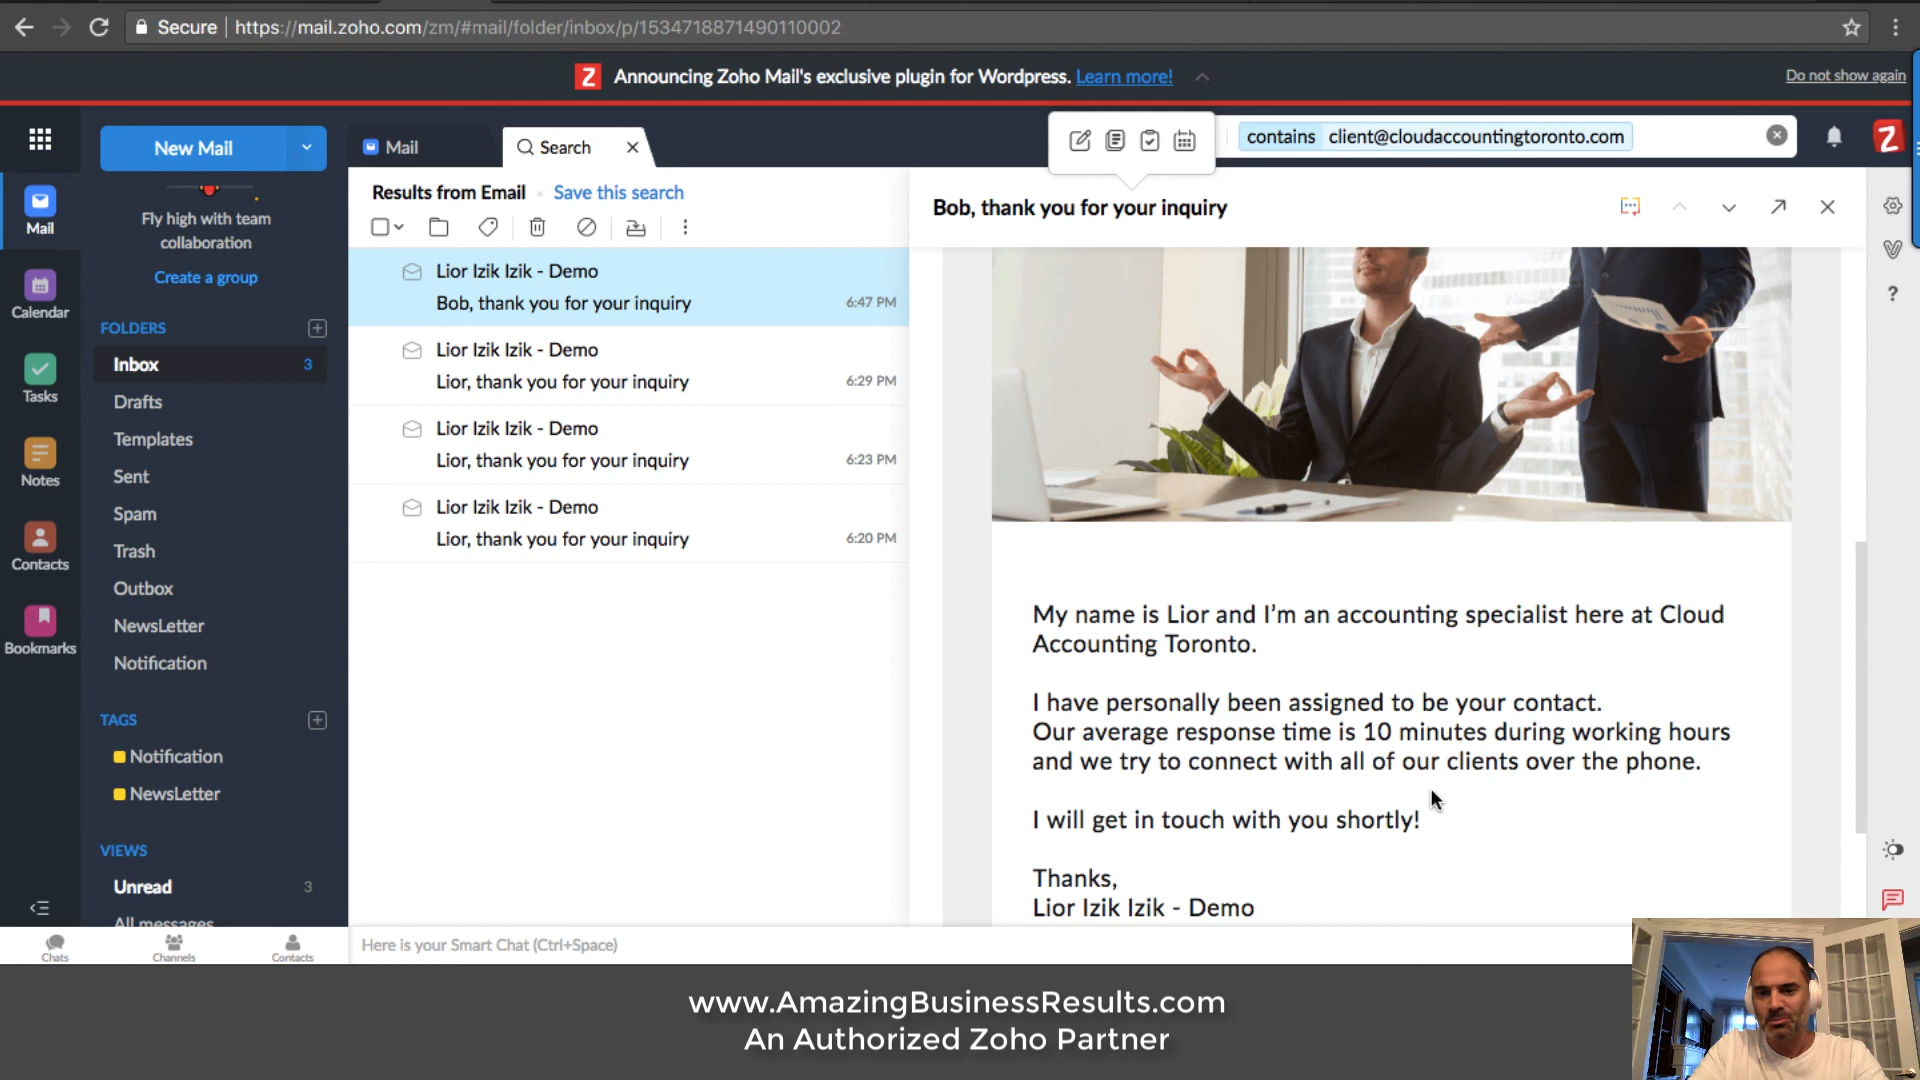 Secure
https://mail.zoho.com/zm/#mail/folder/inbox/p/1534718871490110002
Z Announcing Zoho Mail's exclusive plugin for Wordpress. Learn more!
Do not show again
New Mail
Mail
Search
contains client@cloudaccountingtoronto.com
Z
Mail
Calendar
Tasks
Notes
Contacts
Bookmarks
Fly high with team
collaboration
Create a group
FOLDERS
Inbox 3
Drafts
Templates
Sent
Spam
Trash
Outbox
NewsLetter
Notification
TAGS
Notification
NewsLetter
VIEWS
Unread 3
All messages
Results from Email
Save this search
Lior Izik Izik - Demo
Bob, thank you for your inquiry 6:47 PM
Lior Izik Izik - Demo
Lior, thank you for your inquiry 6:29 PM
Lior Izik Izik - Demo
Lior, thank you for your inquiry 6:23 PM
Lior Izik Izik - Demo
Lior, thank you for your inquiry 6:20 PM
Bob, thank you for your inquiry
My name is Lior and I’m an accounting specialist here at Cloud
Accounting Toronto.
I have personally been assigned to be your contact.
Our average response time is 10 minutes during working hours
and we try to connect with all of our clients over the phone.
I will get in touch with you shortly!
Thanks,
Lior Izik Izik - Demo
Chats
Channels
Contacts
Here is your Smart Chat (Ctrl+Space)
www.AmazingBusinessResults.com
An Authorized Zoho Partner